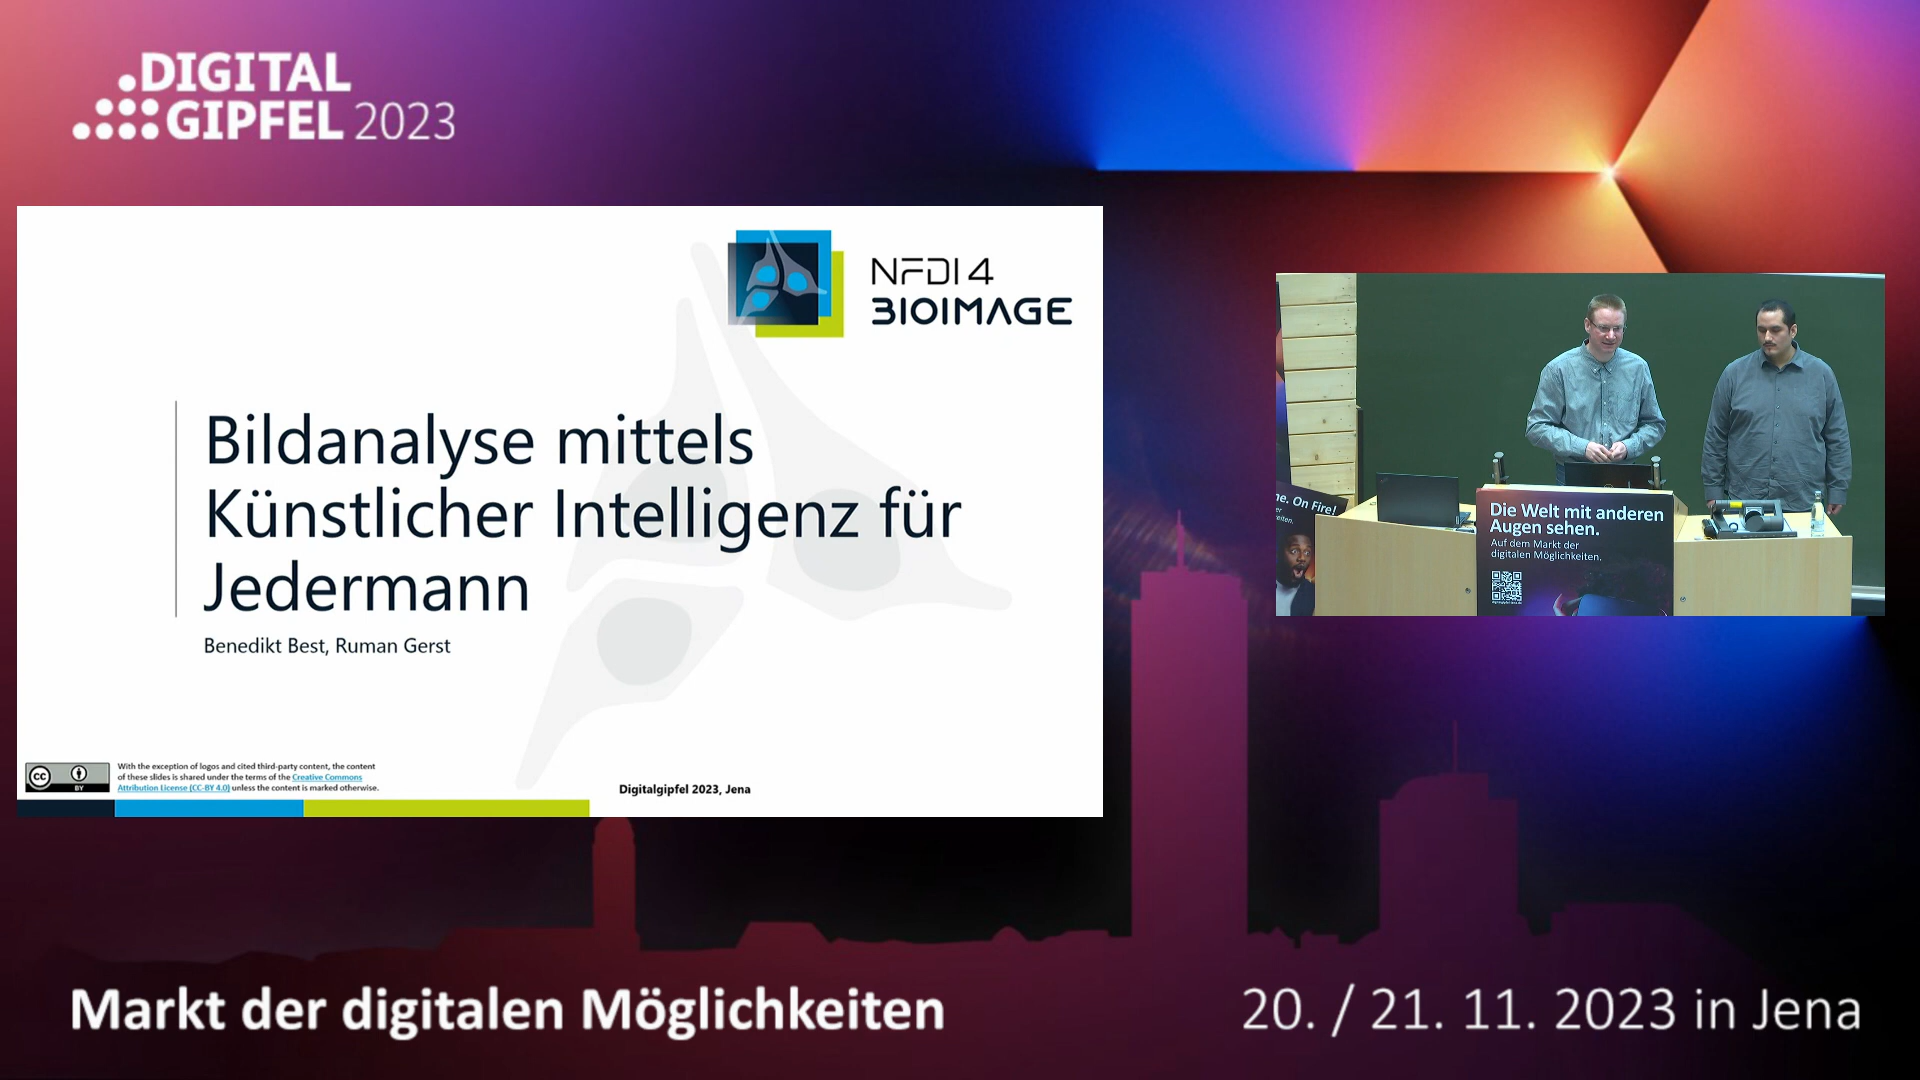 DIGITAL
GIPFEL 2023
NFDI4
BIOIMAGE
Bildanalyse mittels
Künstlicher Intelligenz für
Jedermann
Benedikt Best, Ruman Gerst
CC
BY
With the exception of logos and cited third-party content, the content
of these slides is shared under the terms of the Creative Commons
Attribution License (CC-BY 4.0) unless the content is marked otherwise.
Digitalgipfel 2023, Jena
ne. On Fire!
Die Welt mit anderen
Augen sehen.
Auf dem Markt der
digitalen Möglichkeiten.
Markt der digitalen Möglichkeiten
20. / 21. 11. 2023 in Jena